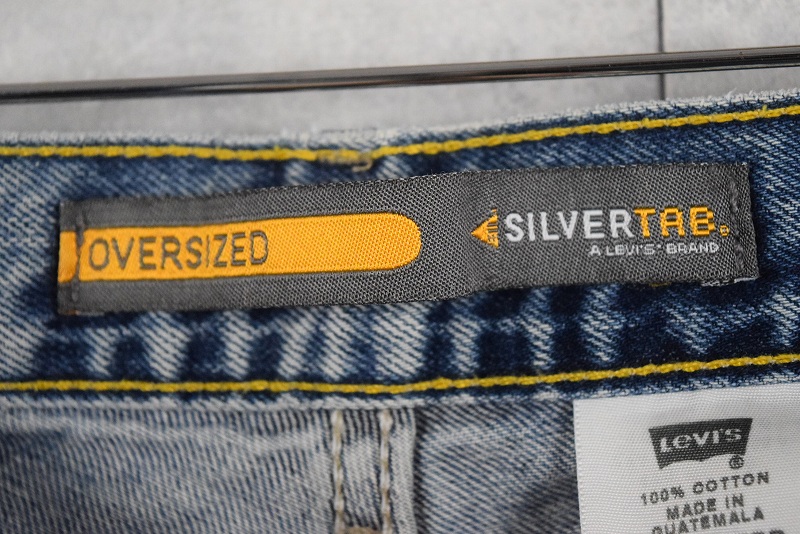 OVERSIZED
SILVERTAB®
A LEVI'S® BRAND
LEVI'S
®
100% COTTON
MADE IN
GUATEMALA